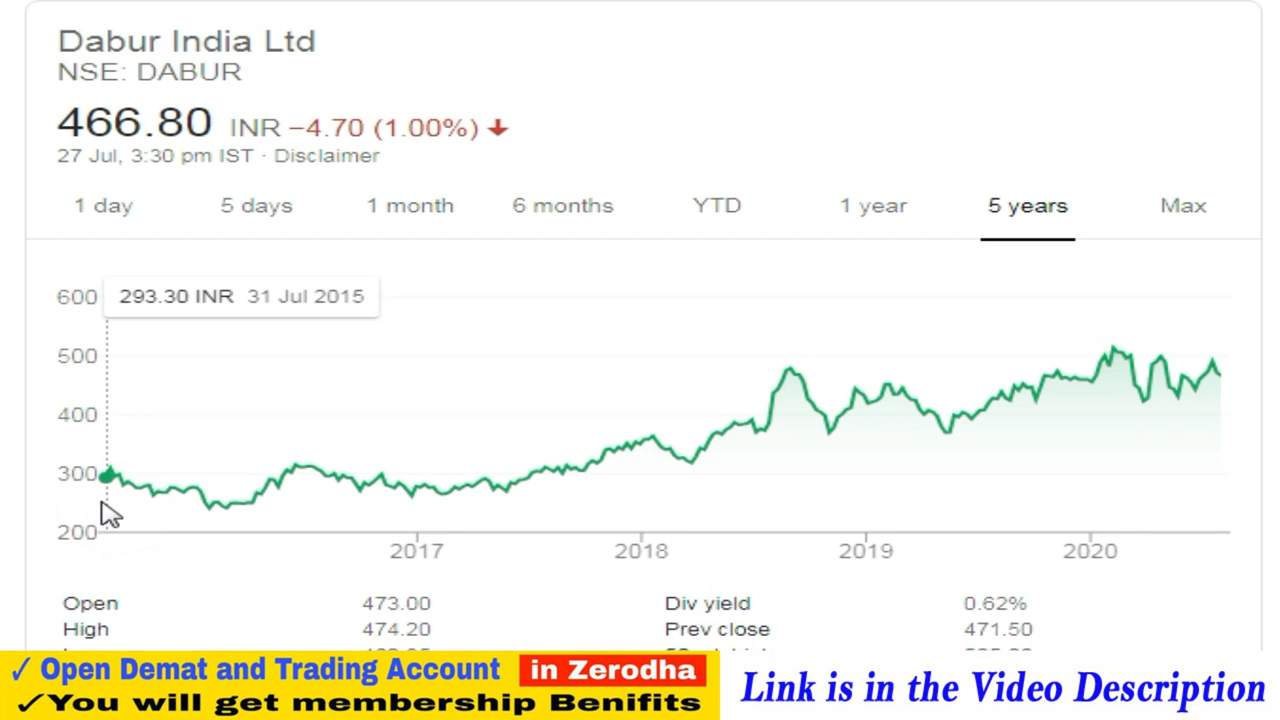 Dabur India Ltd
NSE: DABUR
466.80 INR −4.70 (1.00%)
27 Jul, 3:30 pm IST · Disclaimer
1 day 5 days 1 month 6 months YTD 1 year 5 years Max
600 293.30 INR 31 Jul 2015
500
400
300
200
2017 2018 2019 2020
Open 473.00 Div yield 0.62%
High 474.20 Prev close 471.50
✓ Open Demat and Trading Account in Zerodha
✓You will get membership Benifits
Link is in the Video Description